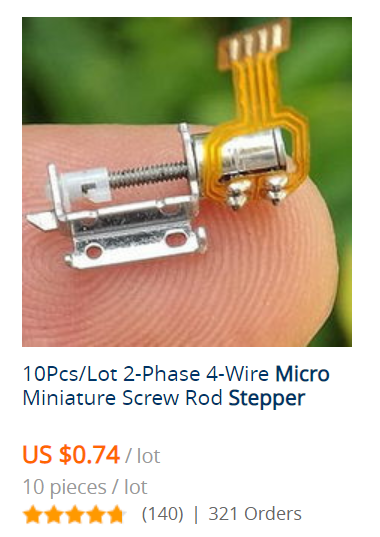 10Pcs/Lot 2-Phase 4-Wire Micro
Miniature Screw Rod Stepper
US $0.74 / lot
10 pieces / lot
(140) | 321 Orders